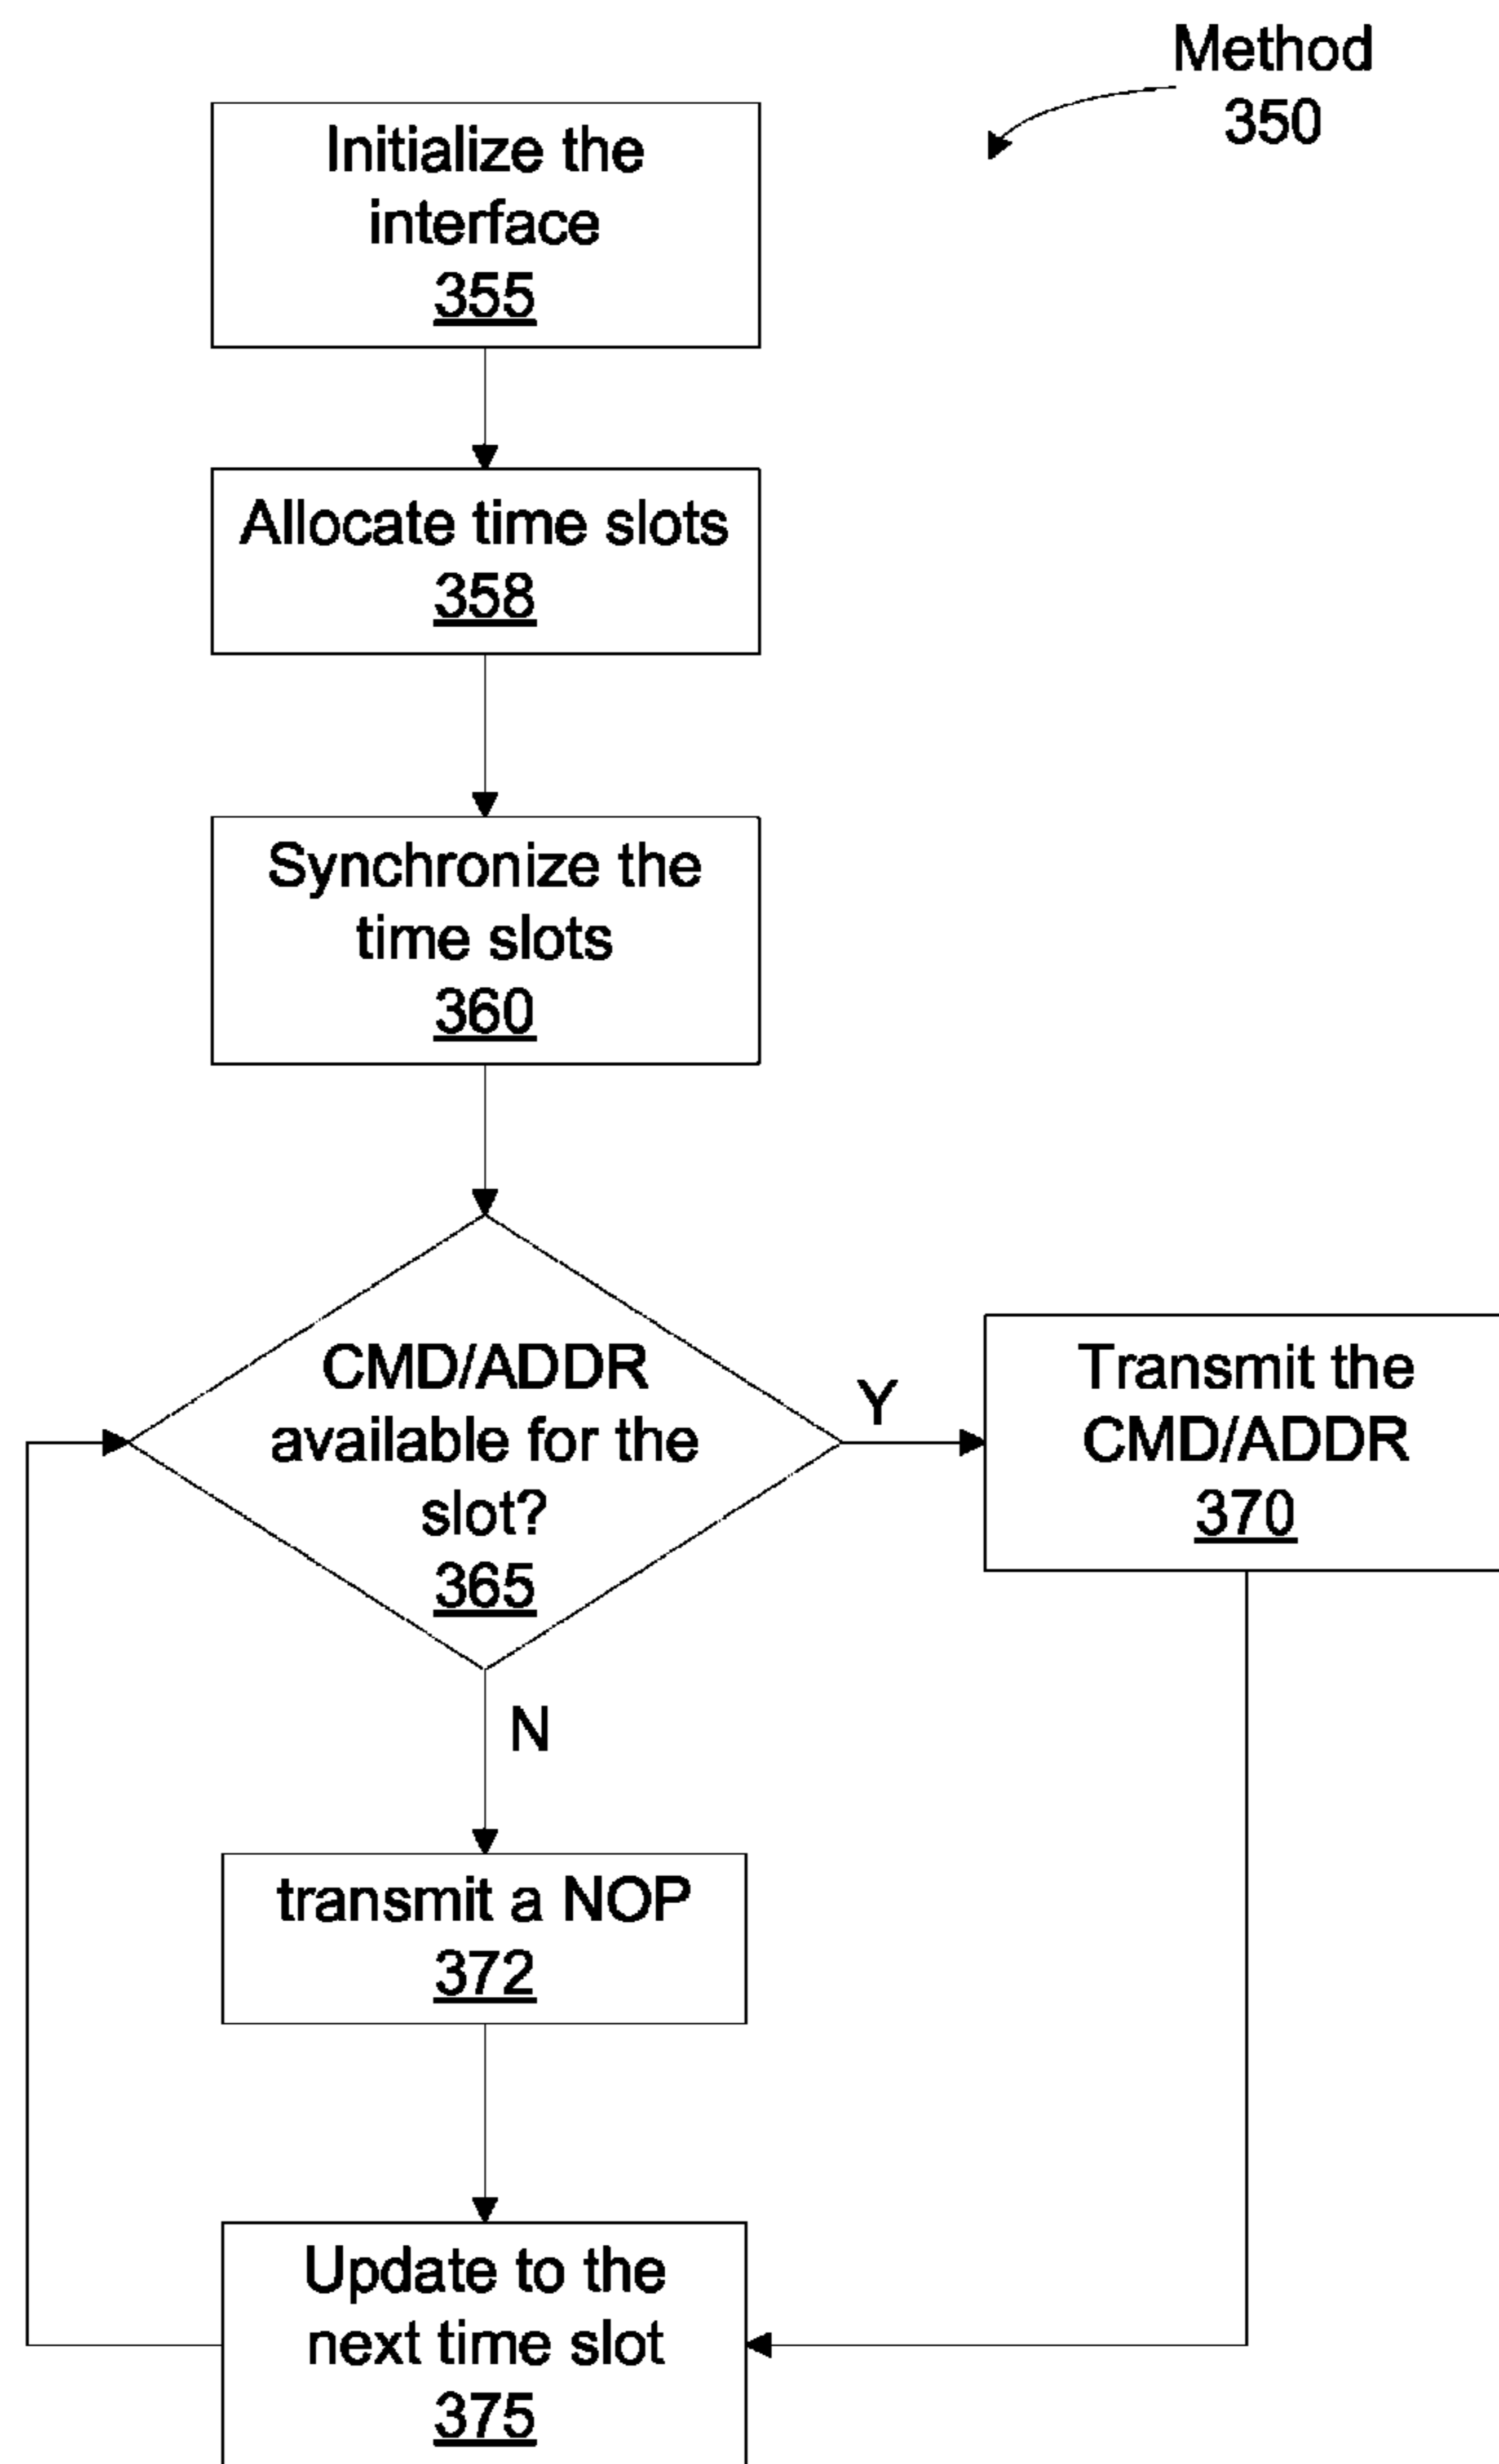 Method
350
Initialize the
interface
355
Allocate time slots
358
Synchronize the
time slots
360
CMD/ADDR
available for the
slot?
365
Y
Transmit the
CMD/ADDR
370
N
transmit a NOP
372
Update to the
next time slot
375